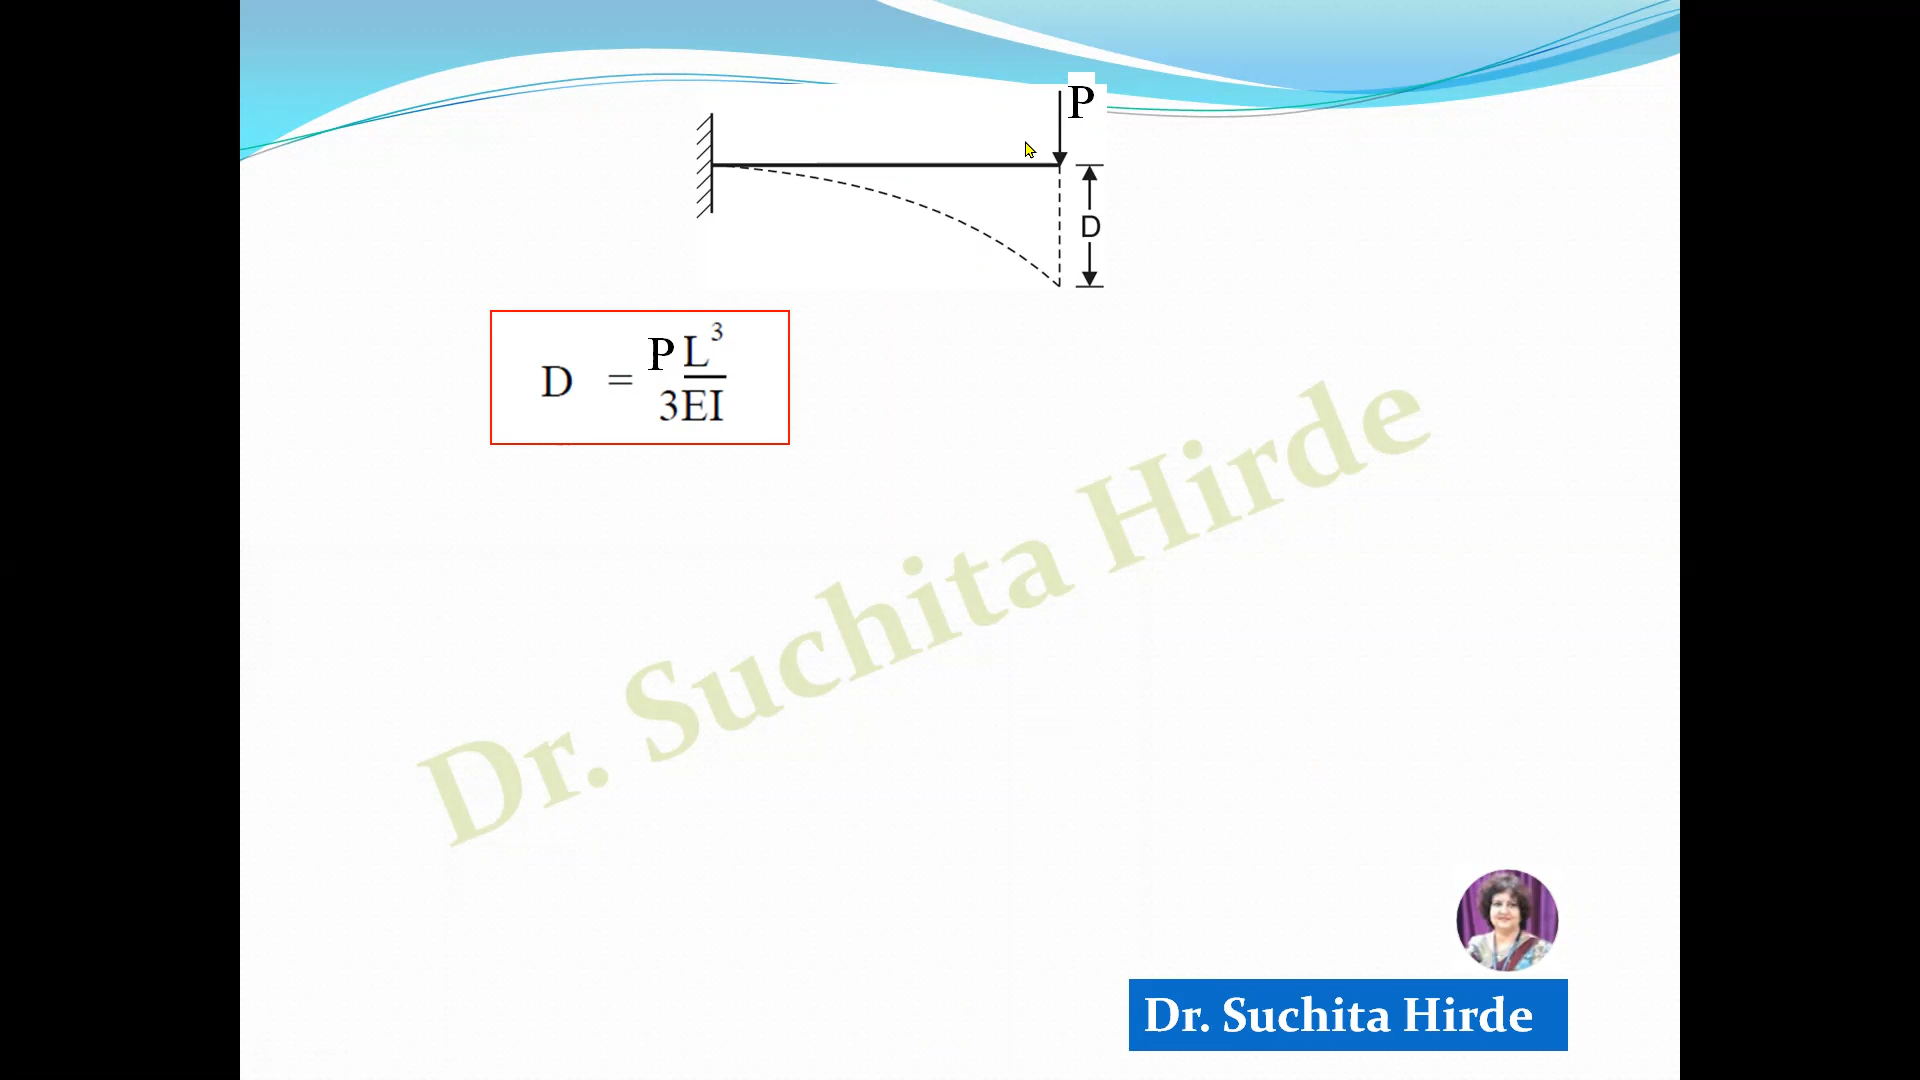 P
D
D = PL³
3EI
Dr. Suchita Hirde
Dr. Suchita Hirde